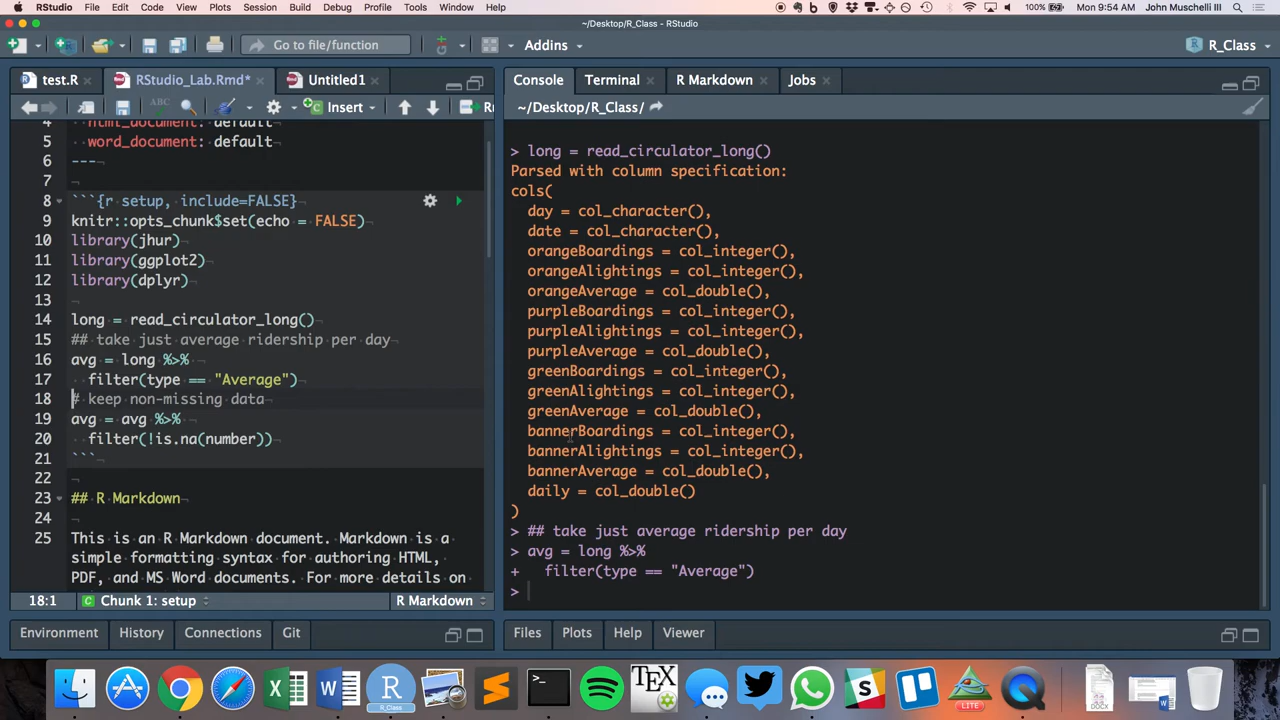 RStudio File Edit Code View Plots Session Build Debug Profile Tools Window Help 100% Mon 9:54 AM John Muschelli III
~/Desktop/R_Class - RStudio
Go to file/function Addins R_Class
test.R RStudio_Lab.Rmd* Untitled1
Insert
4 html_document: default
5 word_document: default
6 ---
7
8 ```{r setup, include=FALSE}
9 knitr::opts_chunk$set(echo = FALSE)
10 library(jhur)
11 library(ggplot2)
12 library(dplyr)
13
14 long = read_circulator_long()
15 ## take just average ridership per day
16 avg = long %>%
17 filter(type == "Average")
18 # keep non-missing data
19 avg = avg %>%
20 filter(!is.na(number))
21 ```
22
23 ## R Markdown
24
25 This is an R Markdown document. Markdown is a
simple formatting syntax for authoring HTML,
PDF, and MS Word documents. For more details on
18:1 Chunk 1: setup R Markdown
Environment History Connections Git
Console Terminal R Markdown Jobs
~/Desktop/R_Class/
> long = read_circulator_long()
Parsed with column specification:
cols(
day = col_character(),
date = col_character(),
orangeBoardings = col_integer(),
orangeAlightings = col_integer(),
orangeAverage = col_double(),
purpleBoardings = col_integer(),
purpleAlightings = col_integer(),
purpleAverage = col_double(),
greenBoardings = col_integer(),
greenAlightings = col_integer(),
greenAverage = col_double(),
bannerBoardings = col_integer(),
bannerAlightings = col_integer(),
bannerAverage = col_double(),
daily = col_double()
)
> ## take just average ridership per day
> avg = long %>%
+ filter(type == "Average")
>
Files Plots Help Viewer
R_Class
TEX
LITE
DOCX